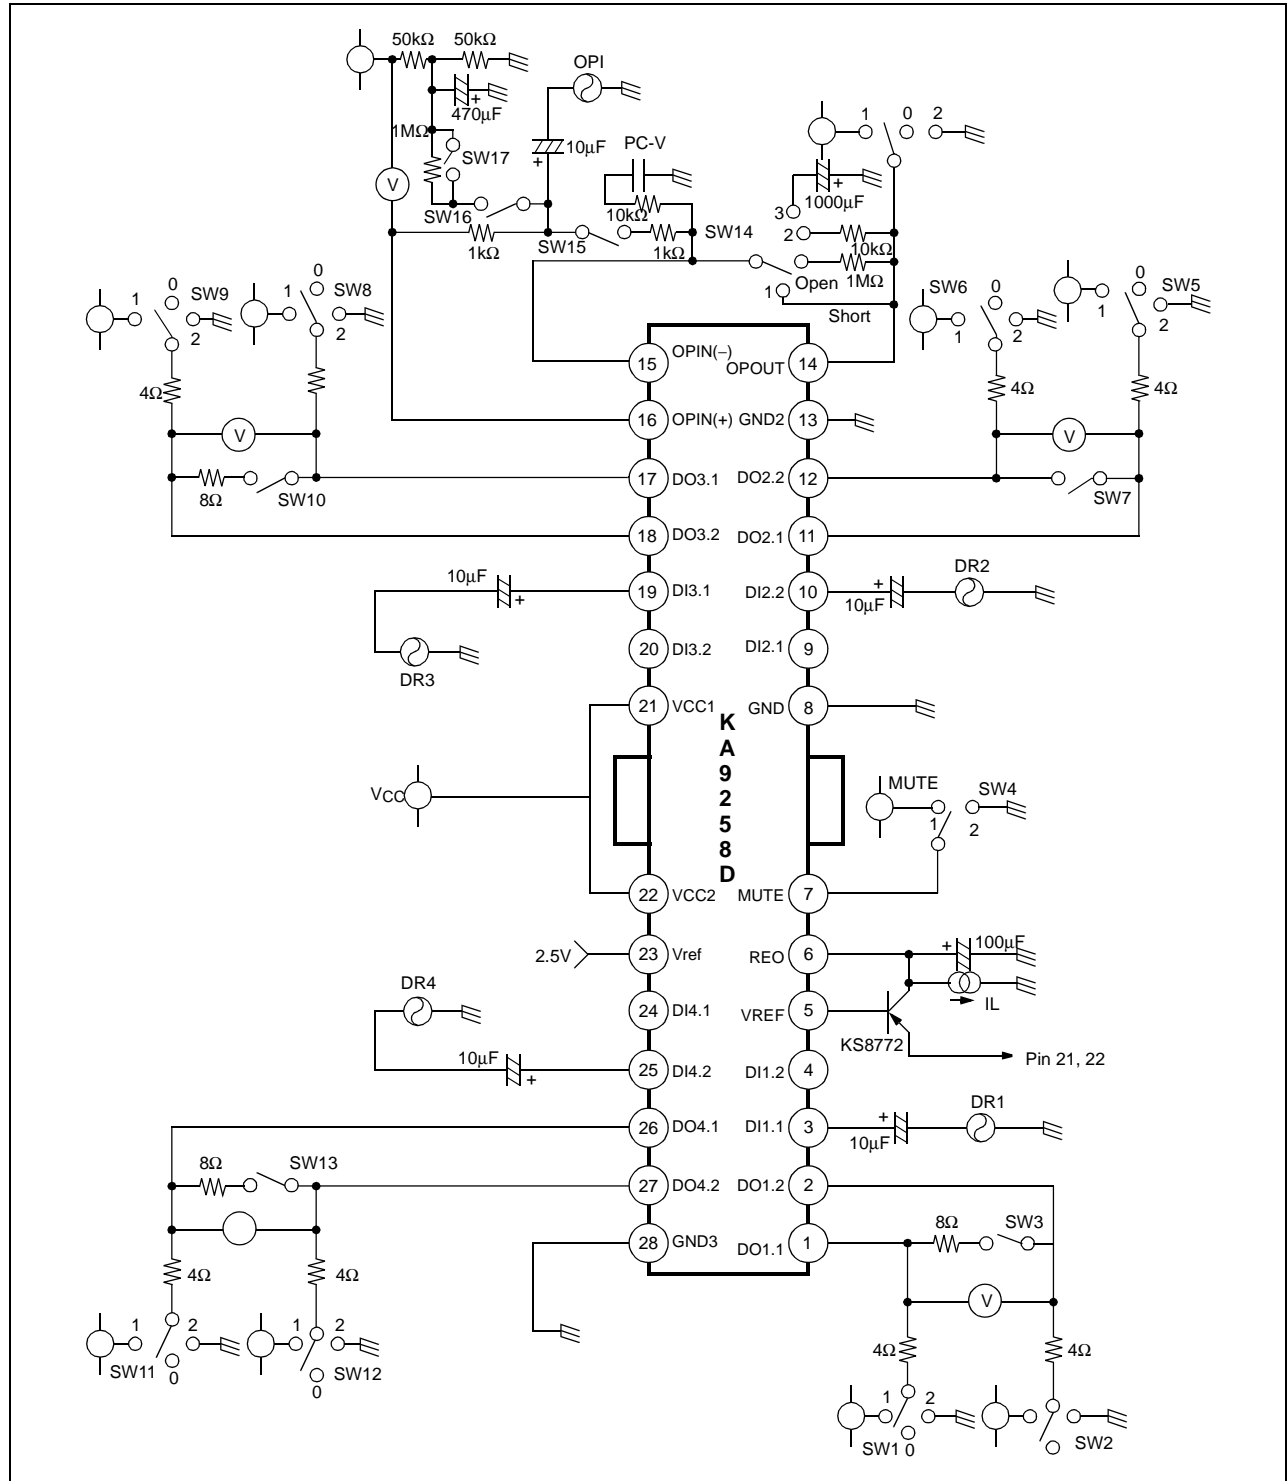 50kΩ 50kΩ
OPI
470μF
1MΩ
SW17
10μF
PC-V
1 0 2
1000μF
3
SW16
10kΩ
2
10kΩ
1kΩ
SW15
1kΩ
SW14
Open
1MΩ
1
Short
V
0
SW9
1
2
0
SW8
1
2
SW6
0
1
2
0
SW5
1
2
4Ω
4Ω
4Ω
V
V
8Ω
SW10
SW7
15 OPIN(–)
OPOUT 14
16 OPIN(+)
GND2 13
17 DO3.1
DO2.2 12
18 DO3.2
DO2.1 11
10μF
+
19 DI3.1
DI2.2 10
+
10μF
DR2
20 DI3.2
DI2.1 9
DR3
21 VCC1
GND 8
K
A
9
2
5
8
D
VCC
MUTE
SW4
1
2
22 VCC2
MUTE 7
2.5V
23 Vref
REO 6
+
100μF
IL
DR4
24 DI4.1
VREF 5
KS8772
Pin 21, 22
10μF
+
25 DI4.2
DI1.2 4
26 DO4.1
DI1.1 3
+
10μF
DR1
8Ω
SW13
27 DO4.2
DO1.2 2
28 GND3
DO1.1 1
8Ω
SW3
V
4Ω
4Ω
4Ω
4Ω
1 2
SW11
0
1 2
SW12
0
1 2
SW1 0
SW2